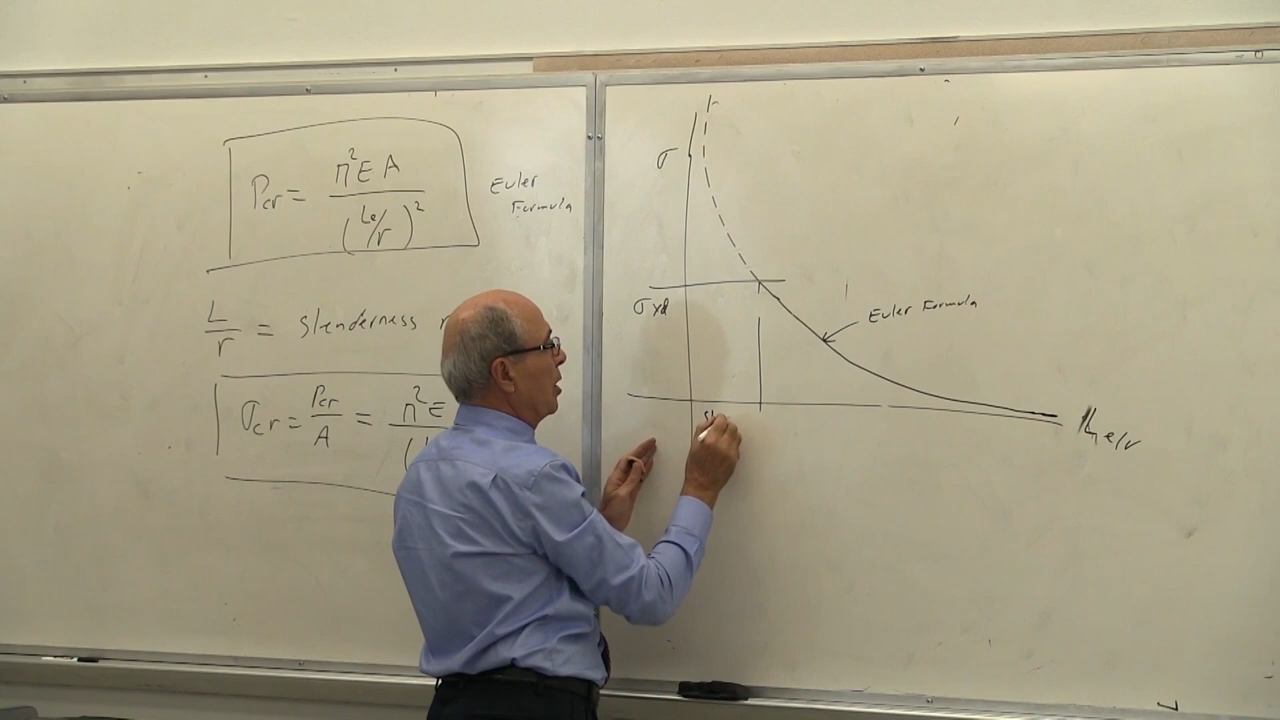 Pcr = π²EA / (Le/r)²
Euler
Formula
L/r = slenderness
σcr = Pcr/A = π²E
σ
σYd
Euler Formula
Le/r